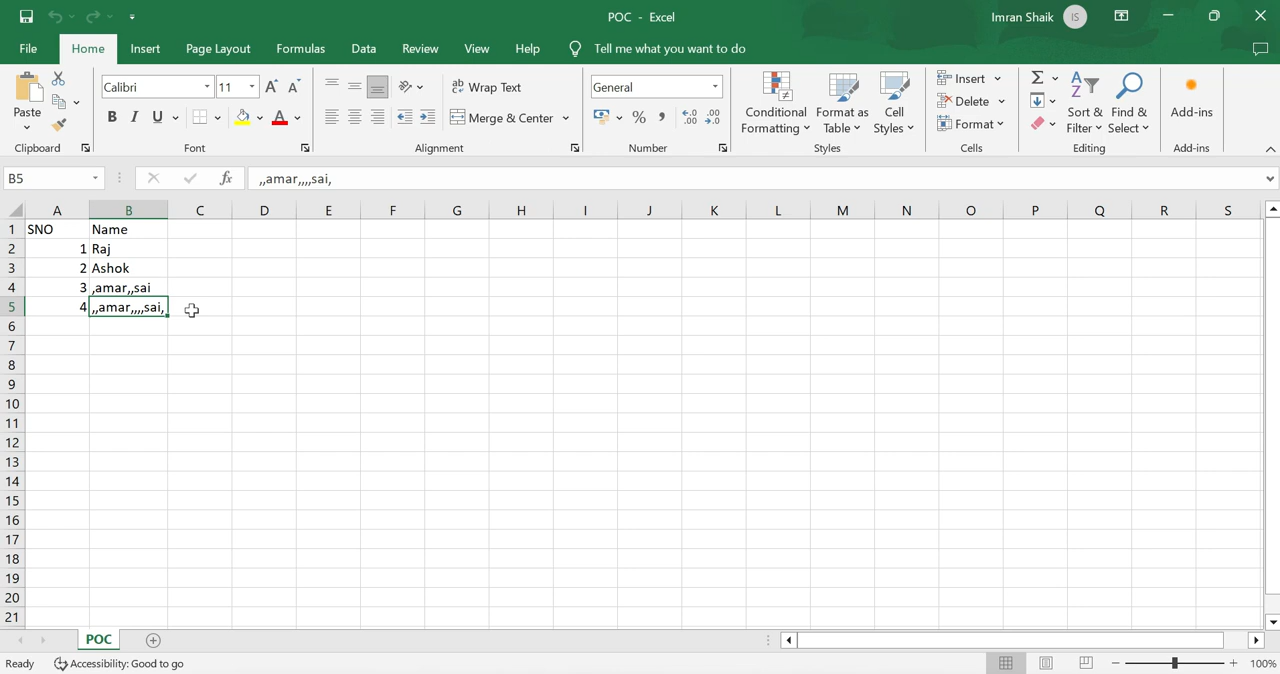 POC - Excel
Imran Shaik IS
File Home Insert Page Layout Formulas Data Review View Help Tell me what you want to do
Paste
Clipboard
Calibri 11
B I U
Font
Wrap Text
Merge & Center
Alignment
General
% ,
Number
Conditional Formatting
Format as Table
Cell Styles
Styles
Insert
Delete
Format
Cells
Sort & Filter
Find & Select
Editing
Add-ins
Add-ins
B5 fx ,,amar,,,,sai,
A B C D E F G H I J K L M N O P Q R S
1 SNO Name
2 1 Raj
3 2 Ashok
4 3 ,amar,,sai
5 4 ,,amar,,,,sai,
6
7
8
9
10
11
12
13
14
15
16
17
18
19
20
21
POC
Ready Accessibility: Good to go 100%